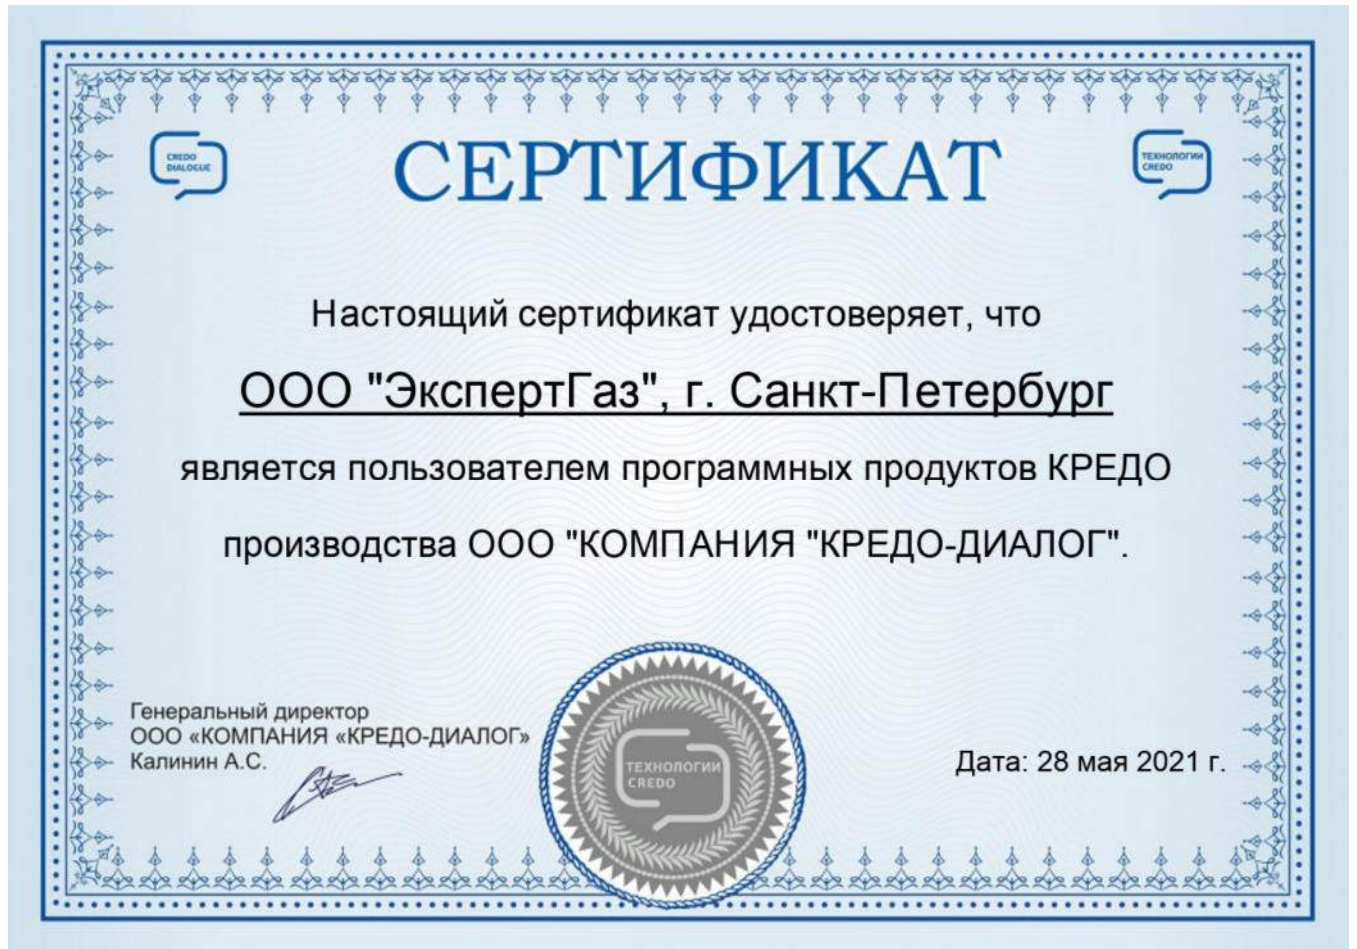 CREDO
DIALOGUE
СЕРТИФИКАТ
ТЕХНОЛОГИИ
CREDO
Настоящий сертификат удостоверяет, что
ООО "ЭкспертГаз", г. Санкт-Петербург
является пользователем программных продуктов КРЕДО
производства ООО "КОМПАНИЯ "КРЕДО-ДИАЛОГ".
Генеральный директор
ООО «КОМПАНИЯ «КРЕДО-ДИАЛОГ»
Калинин А.С.
ТЕХНОЛОГИИ
CREDO
Дата: 28 мая 2021 г.